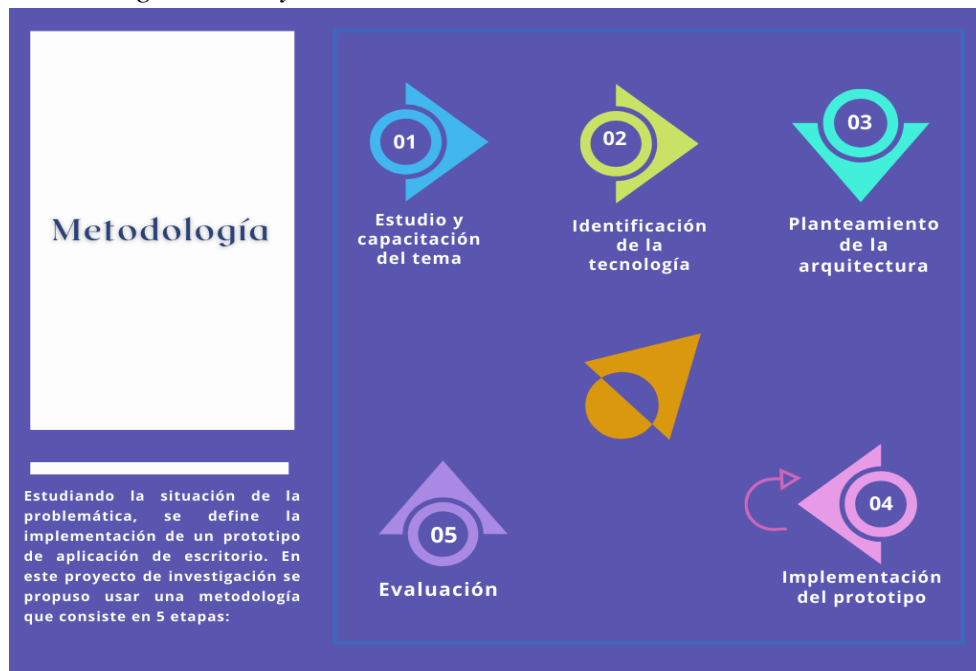 Metodología
Estudiando la situación de la
problemática, se define la
implementación de un prototipo
de aplicación de escritorio. En
este proyecto de investigación se
propuso usar una metodología
que consiste en 5 etapas:
01
Estudio y
capacitación
del tema
02
Identificación
de la
tecnología
03
Planteamiento
de la
arquitectura
04
Implementación
del prototipo
05
Evaluación